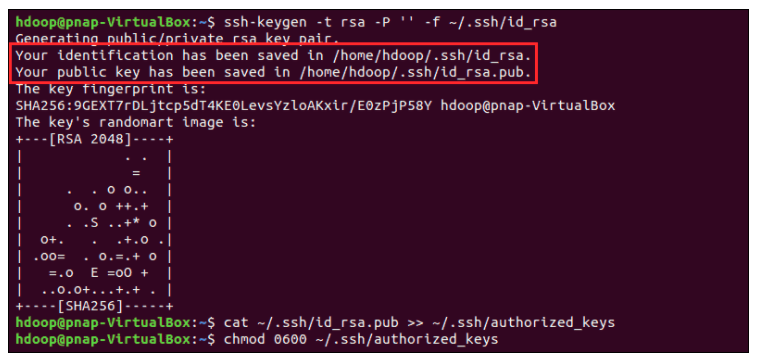 hdoop@pnap-VirtualBox:~$ ssh-keygen -t rsa -P '' -f ~/.ssh/id_rsa
Generating public/private rsa key pair.
Your identification has been saved in /home/hdoop/.ssh/id_rsa.
Your public key has been saved in /home/hdoop/.ssh/id_rsa.pub.
The key fingerprint is:
SHA256:9GEXT7rDLjtcp5dT4KE0LevsYzloAKxir/E0zPjP58Y hdoop@pnap-VirtualBox
The key's randomart image is:
+---[RSA 2048]----+
|             . . |
|              =  |
|      .  . o o.. |
|       o. o ++.+ |
|      . .S ..+* o |
|   o+.   .  .+.o .|
|  .oo=  . o.=.+ o |
|    =.o  E =oO +  |
|   ..o.o+...+.+ . |
+----[SHA256]-----+
hdoop@pnap-VirtualBox:~$ cat ~/.ssh/id_rsa.pub >> ~/.ssh/authorized_keys
hdoop@pnap-VirtualBox:~$ chmod 0600 ~/.ssh/authorized_keys